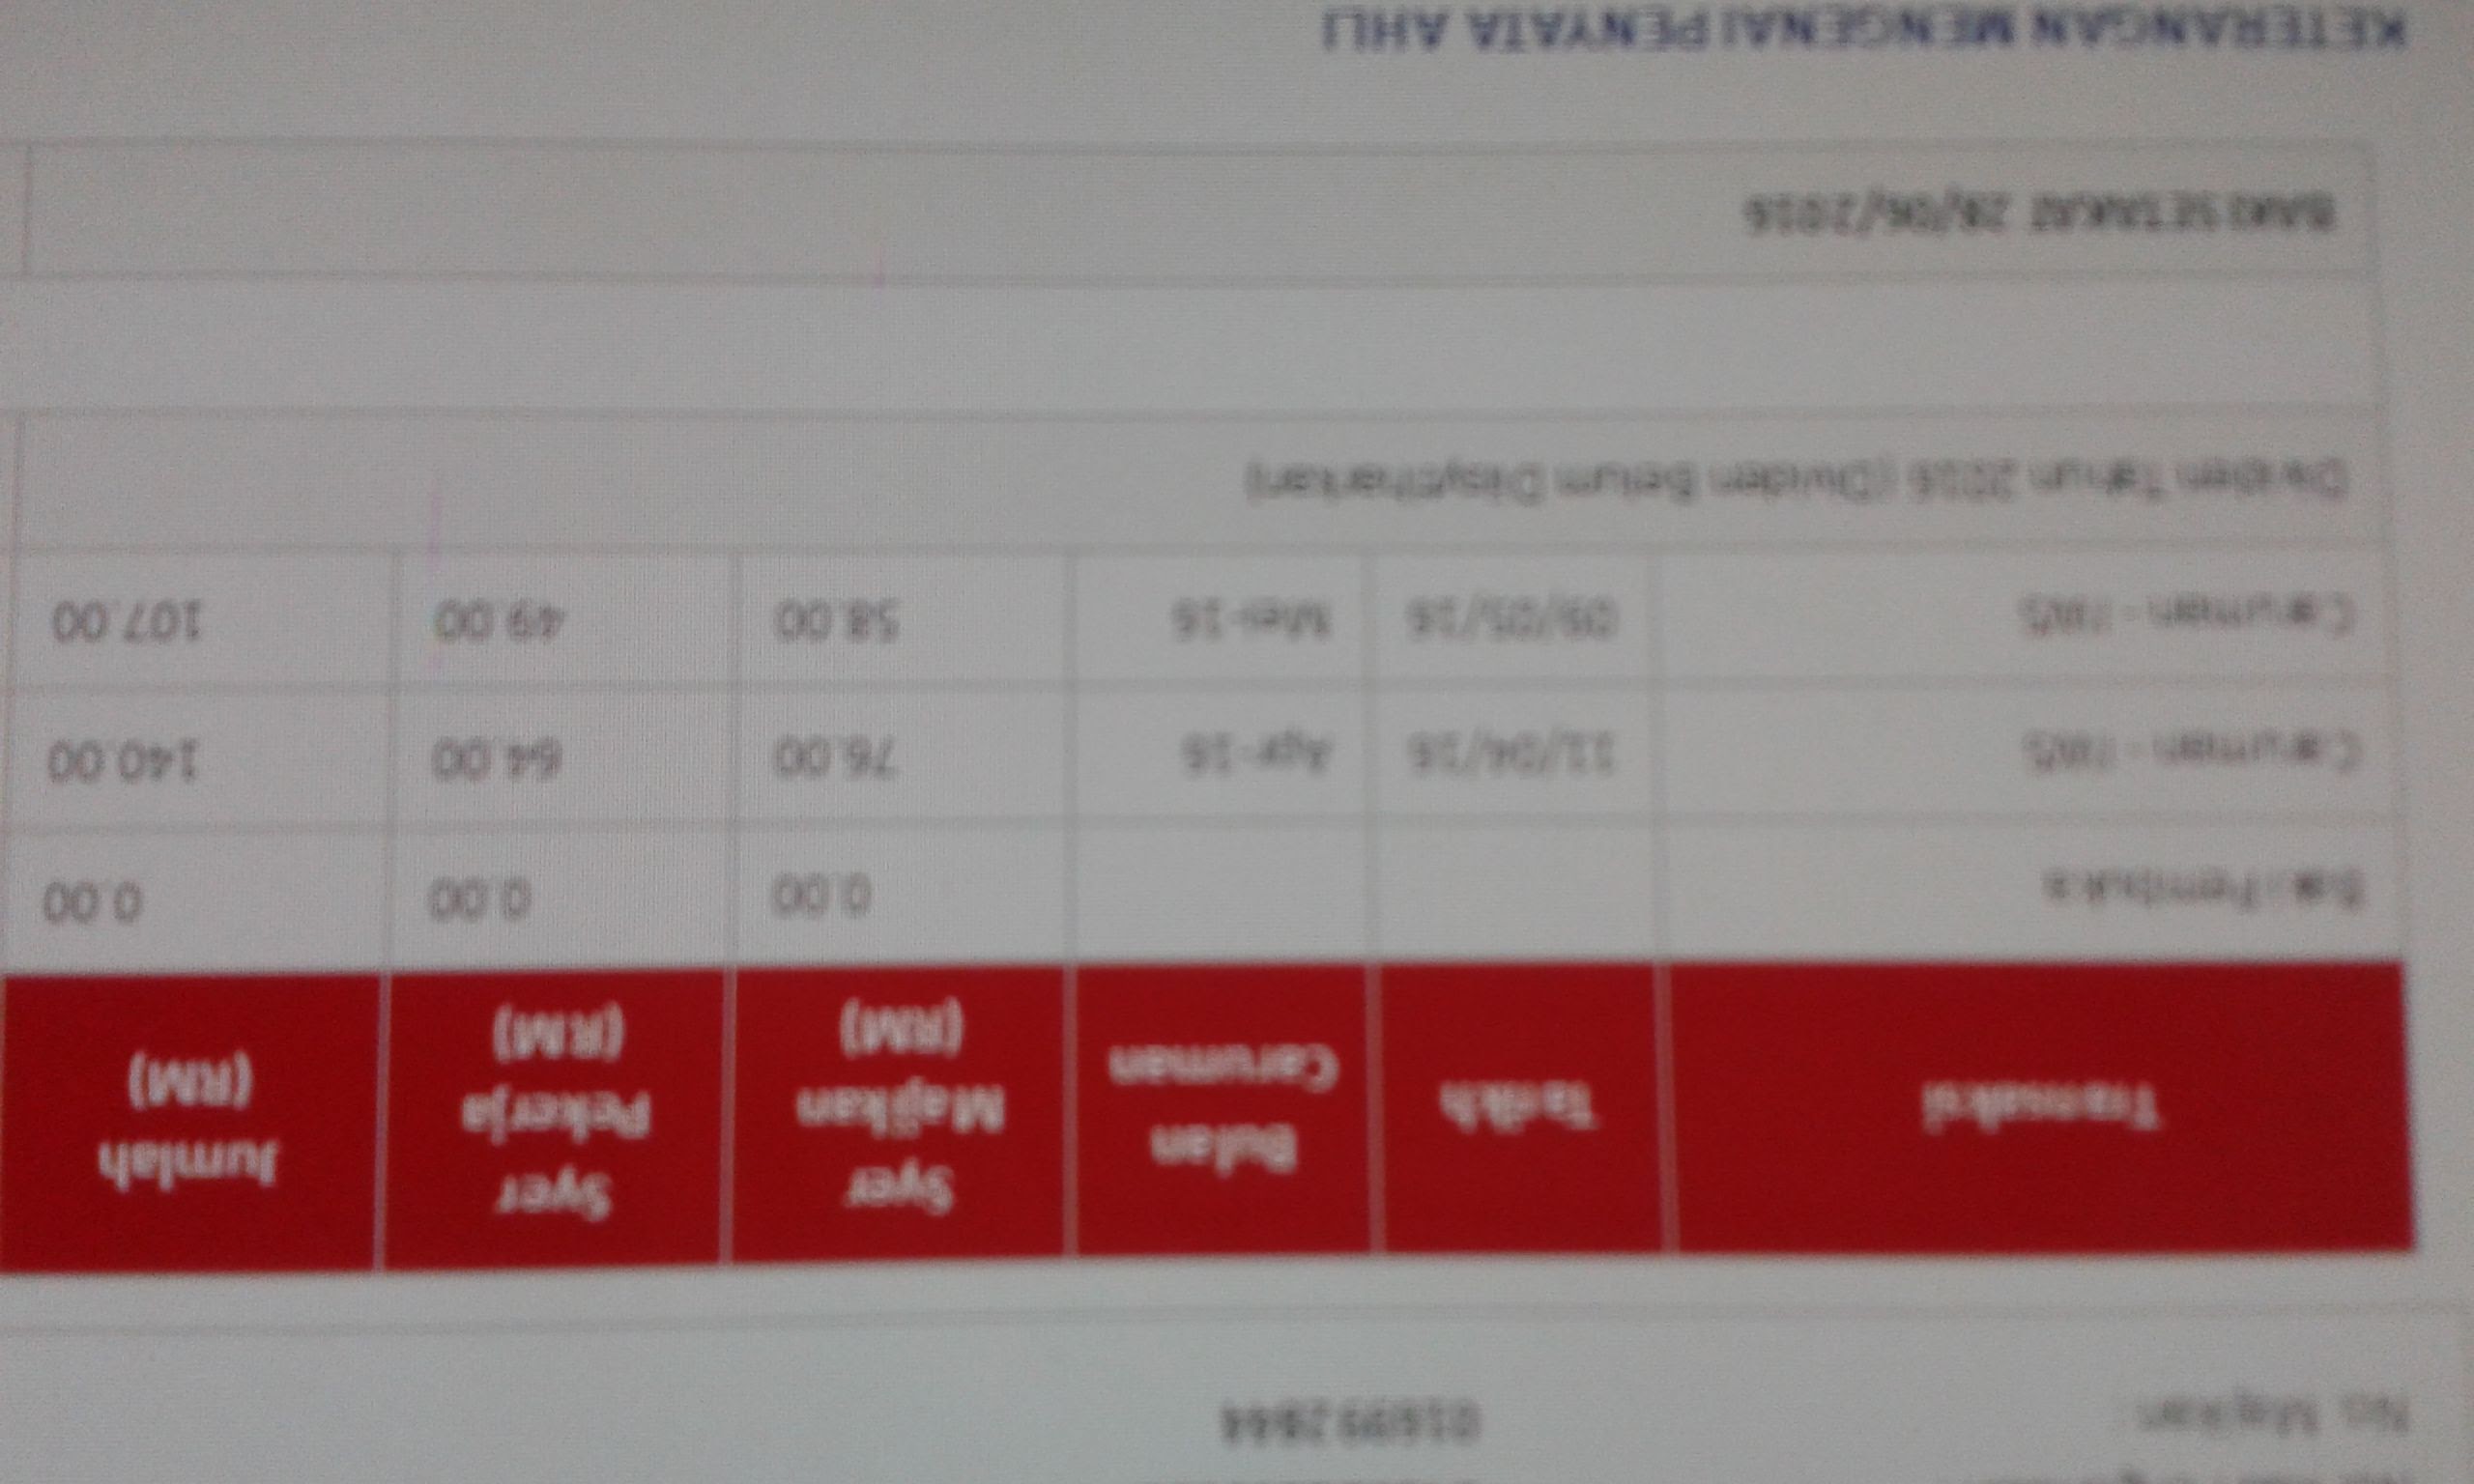 No. Majikan :
016992844
Transaksi Tarikh Bulan Caruman Syer Majikan (RM) Syer Pekerja (RM) Jumlah (RM)
Baki Pembuka 0.00 0.00 0.00
Caruman - IWS 11/04/16 Apr-16 76.00 64.00 140.00
Caruman - IWS 09/05/16 Mei-16 58.00 49.00 107.00
Dividen Tahun 2016 (Dividen Belum Diisytiharkan)
BAKI SETAKAT 28/06/2016
KETERANGAN MENGENAI PENYATA AHLI